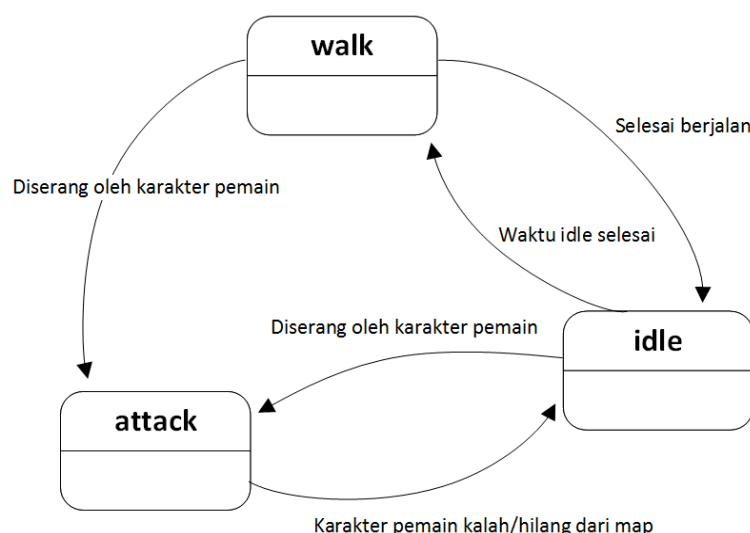 walk
Selesai berjalan
Diserang oleh karakter pemain
Waktu idle selesai
Diserang oleh karakter pemain
idle
attack
Karakter pemain kalah/hilang dari map